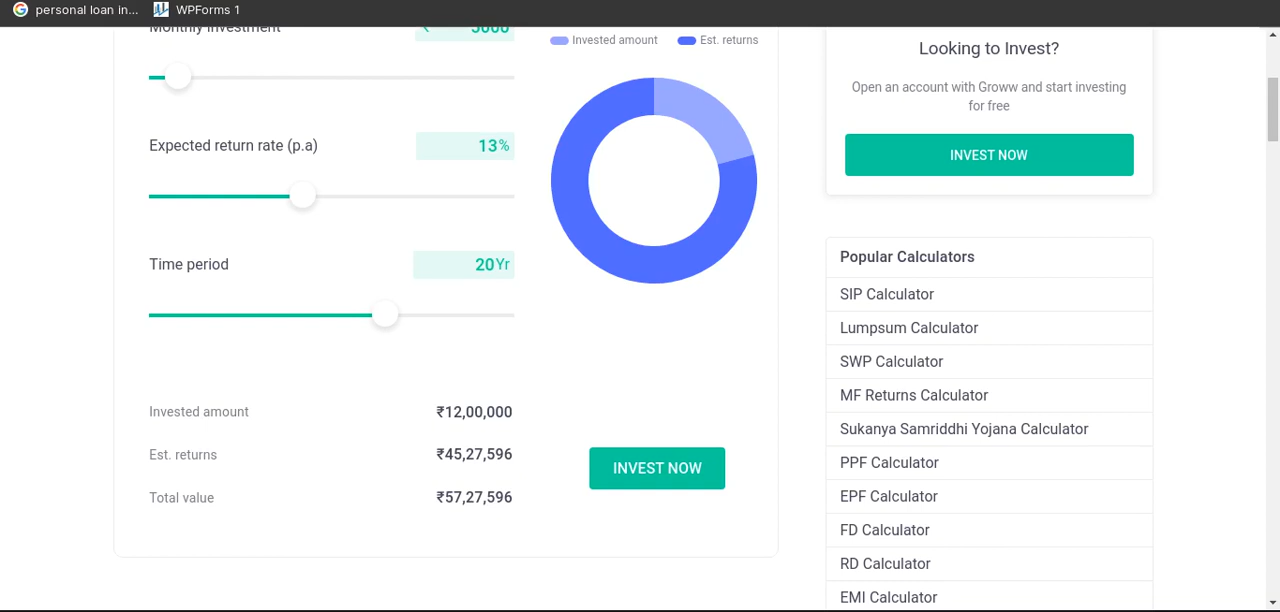 personal loan in... WPForms 1
Monthly investment ₹ 5000
Invested amount Est. returns
Expected return rate (p.a) 13%
Time period 20Yr
Invested amount ₹12,00,000
Est. returns ₹45,27,596
Total value ₹57,27,596
INVEST NOW
Looking to Invest?
Open an account with Groww and start investing
for free
INVEST NOW
Popular Calculators
SIP Calculator
Lumpsum Calculator
SWP Calculator
MF Returns Calculator
Sukanya Samriddhi Yojana Calculator
PPF Calculator
EPF Calculator
FD Calculator
RD Calculator
EMI Calculator